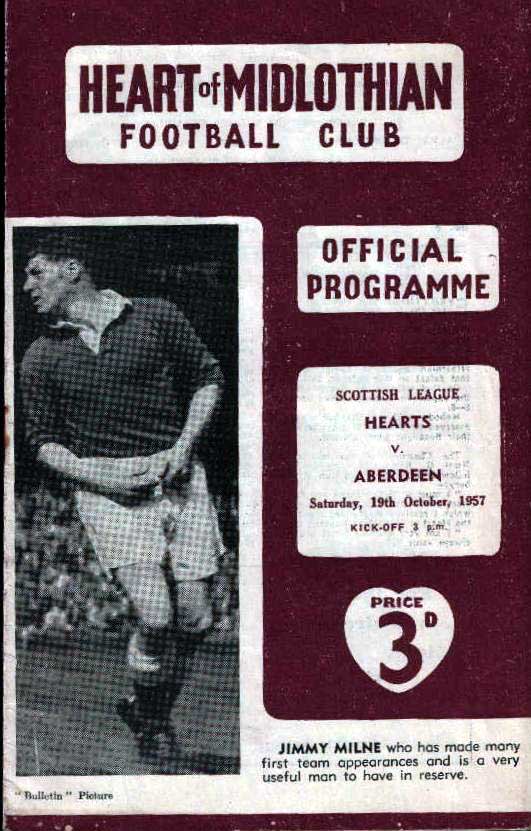 HEART of MIDLOTHIAN
FOOTBALL CLUB
OFFICIAL
PROGRAMME
SCOTTISH LEAGUE
HEARTS
v.
ABERDEEN
Saturday, 19th October, 1957
KICK-OFF 3 p.m.
PRICE
3D
JIMMY MILNE who has made many
first team appearances and is a very
useful man to have in reserve.
"Bulletin" Picture